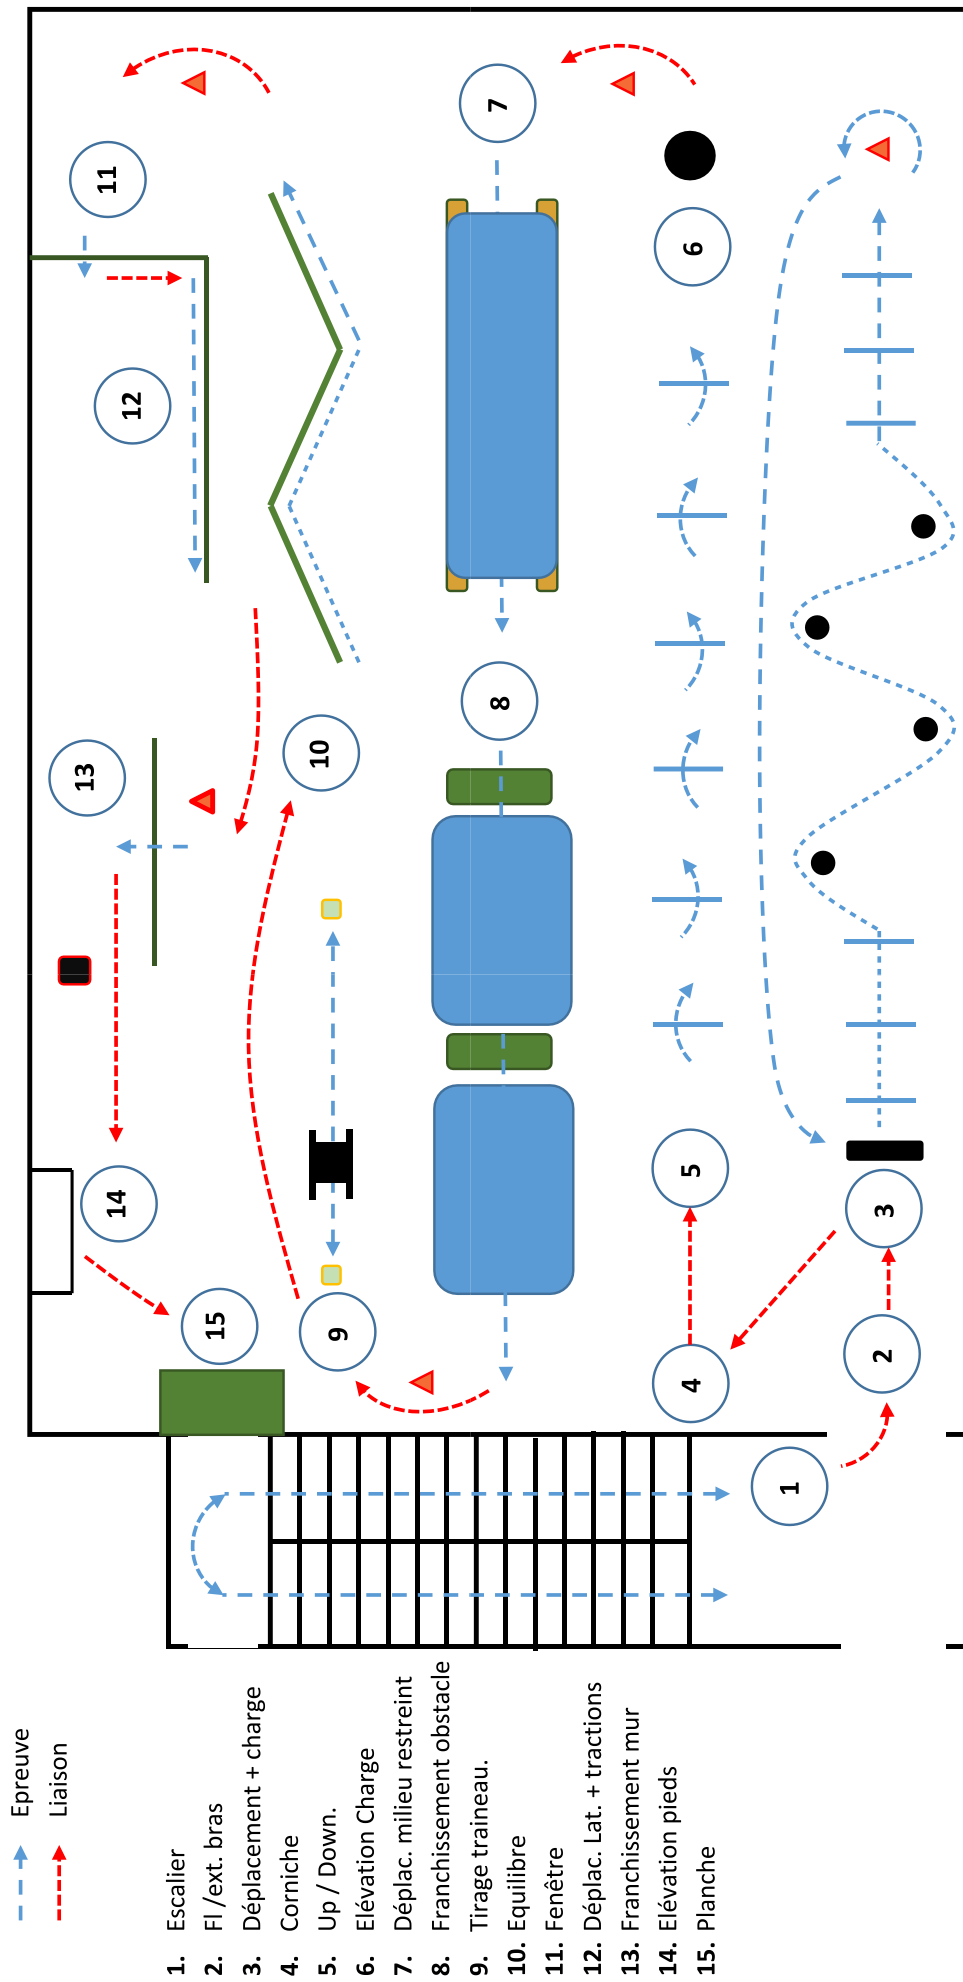 Epreuve
Liaison
1. Escalier
2. Fl /ext. bras
3. Déplacement + charge
4. Corniche
5. Up / Down.
6. Elévation Charge
7. Déplac. milieu restreint
8. Franchissement obstacle
9. Tirage traineau.
10. Equilibre
11. Fenêtre
12. Déplac. Lat. + tractions
13. Franchissement mur
14. Elévation pieds
15. Planche
1
2
3
4
5
6
7
8
9
10
11
12
13
14
15